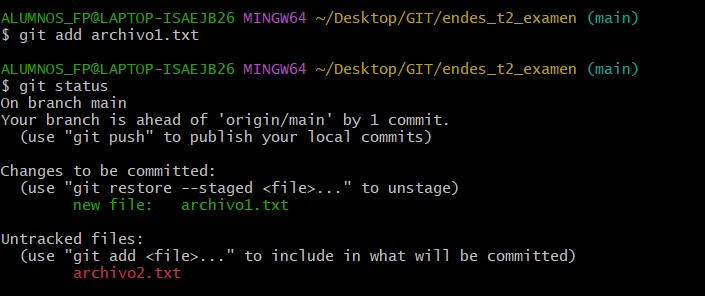 ALUMNOS_FP@LAPTOP-ISAEJB26 MINGW64 ~/Desktop/GIT/endes_t2_examen (main)
$ git add archivo1.txt
ALUMNOS_FP@LAPTOP-ISAEJB26 MINGW64 ~/Desktop/GIT/endes_t2_examen (main)
$ git status
On branch main
Your branch is ahead of 'origin/main' by 1 commit.
  (use "git push" to publish your local commits)
Changes to be committed:
  (use "git restore --staged <file>..." to unstage)
        new file:   archivo1.txt
Untracked files:
  (use "git add <file>..." to include in what will be committed)
        archivo2.txt